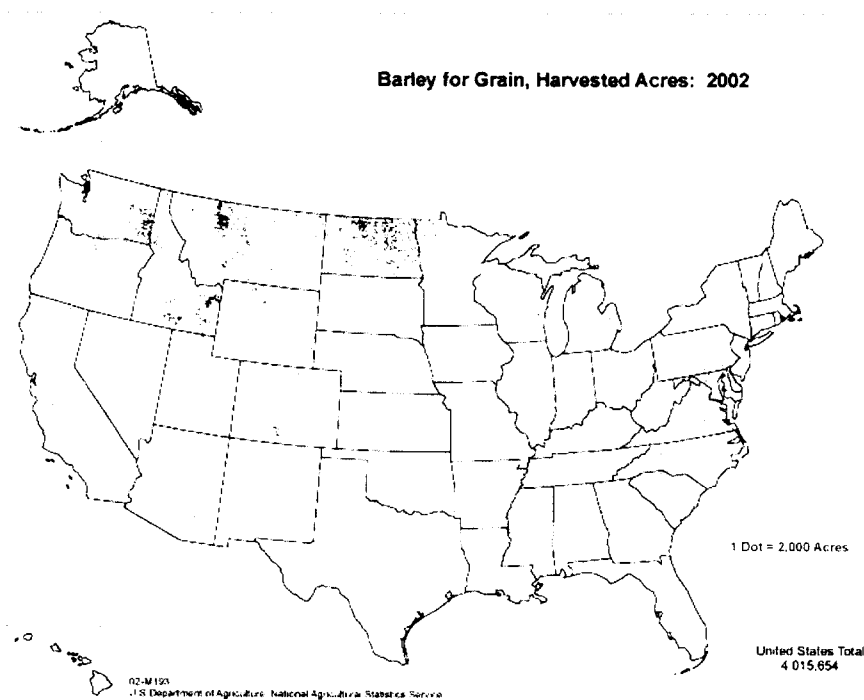 Barley for Grain, Harvested Acres: 2002
1 Dot = 2,000 Acres
United States Total
4 015,654
02-M193
U S Department of Agriculture, National Agricultural Statistics Service